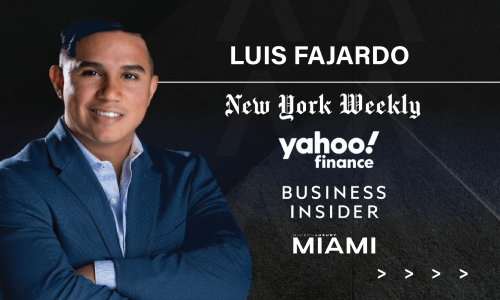 LUIS FAJARDO
New York Weekly
yahoo!
finance
BUSINESS
INSIDER
MIAMI
> > > >